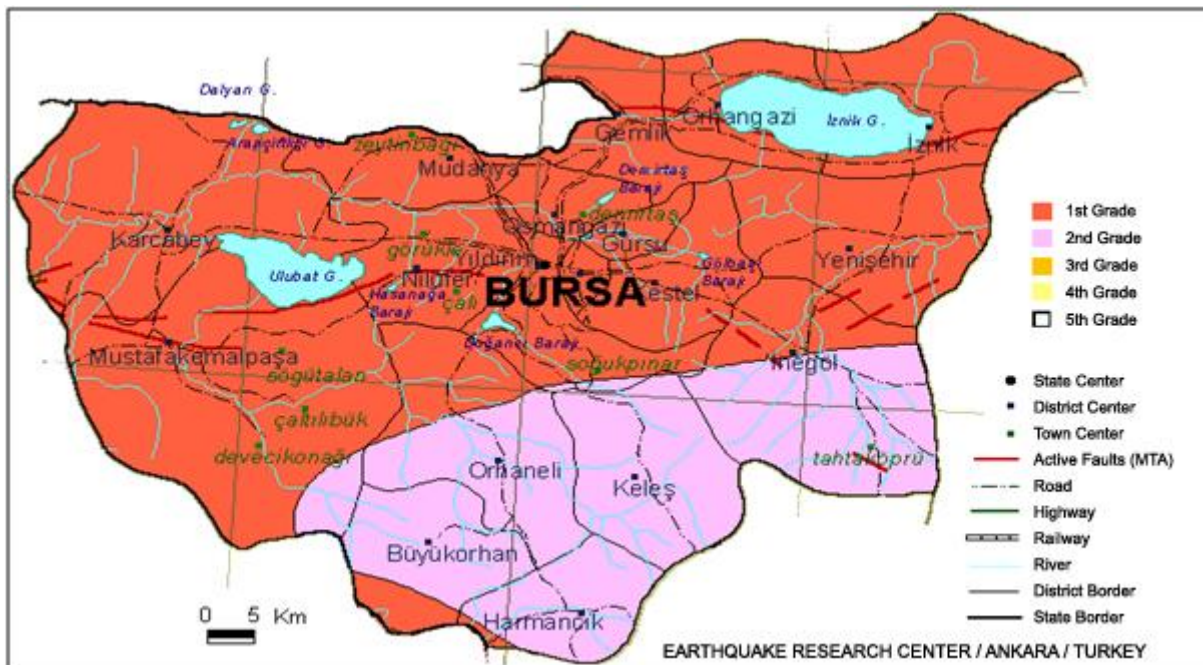 Dalyan G.
Arapçiftliği G.
zeytinbağı
Mudanya
Gemlik
Orhangazi
İznik G.
İznik
Demirtaş
Barajı
demirtaş
Osmangazi
Gürsu
Karcabey
görükle
Yıldırım
Nilüfer
Ulubat G.
Hasanağa
Barajı
çalı
BURSA
Kestel
Gölbaşı
Barajı
Yenişehir
Mustafakemalpaşa
Doğancı Barajı
soğukpınar
İnegöl
söğütalan
çaltılıbük
devecikonağı
Orhaneli
Keleş
tahtaköprü
Büyükorhan
Harmancık
0 5 Km
1st Grade
2nd Grade
3rd Grade
4th Grade
5th Grade
State Center
District Center
Town Center
Active Faults (MTA)
Road
Highway
Railway
River
District Border
State Border
EARTHQUAKE RESEARCH CENTER / ANKARA / TURKEY